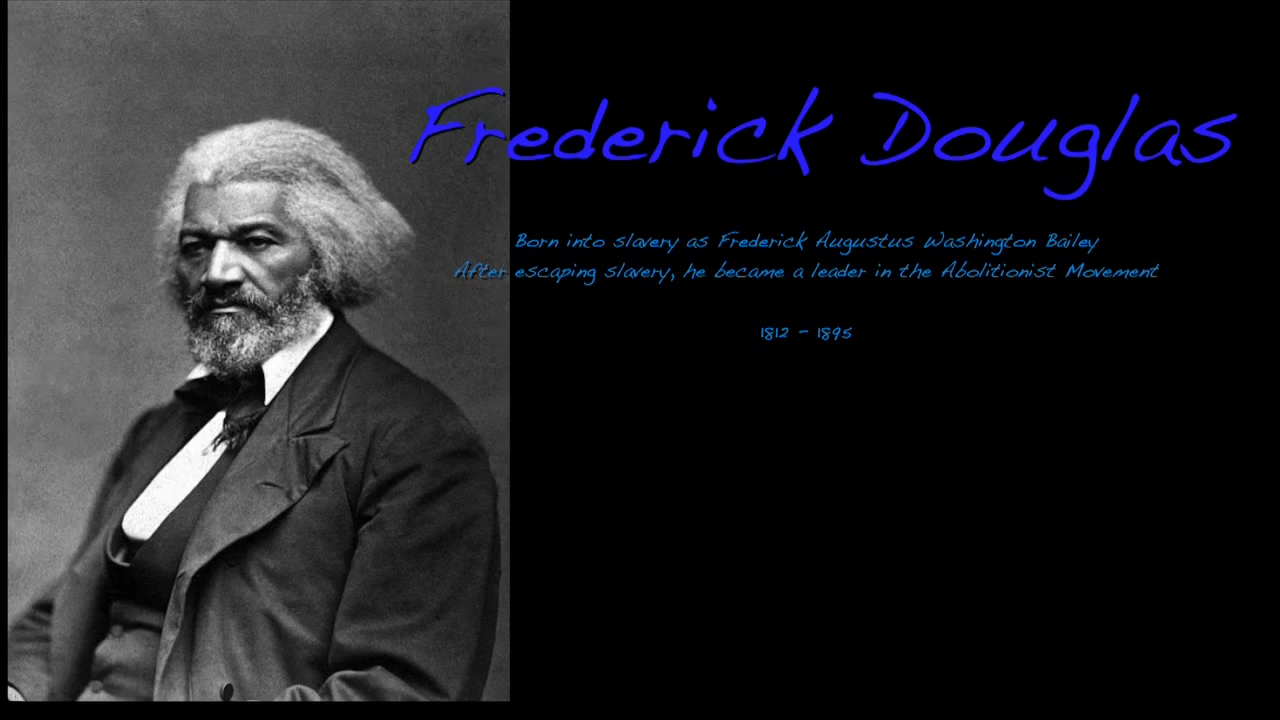 Frederick Douglas
Born into slavery as Frederick Augustus Washington Bailey
After escaping slavery, he became a leader in the Abolitionist Movement
1812 - 1895